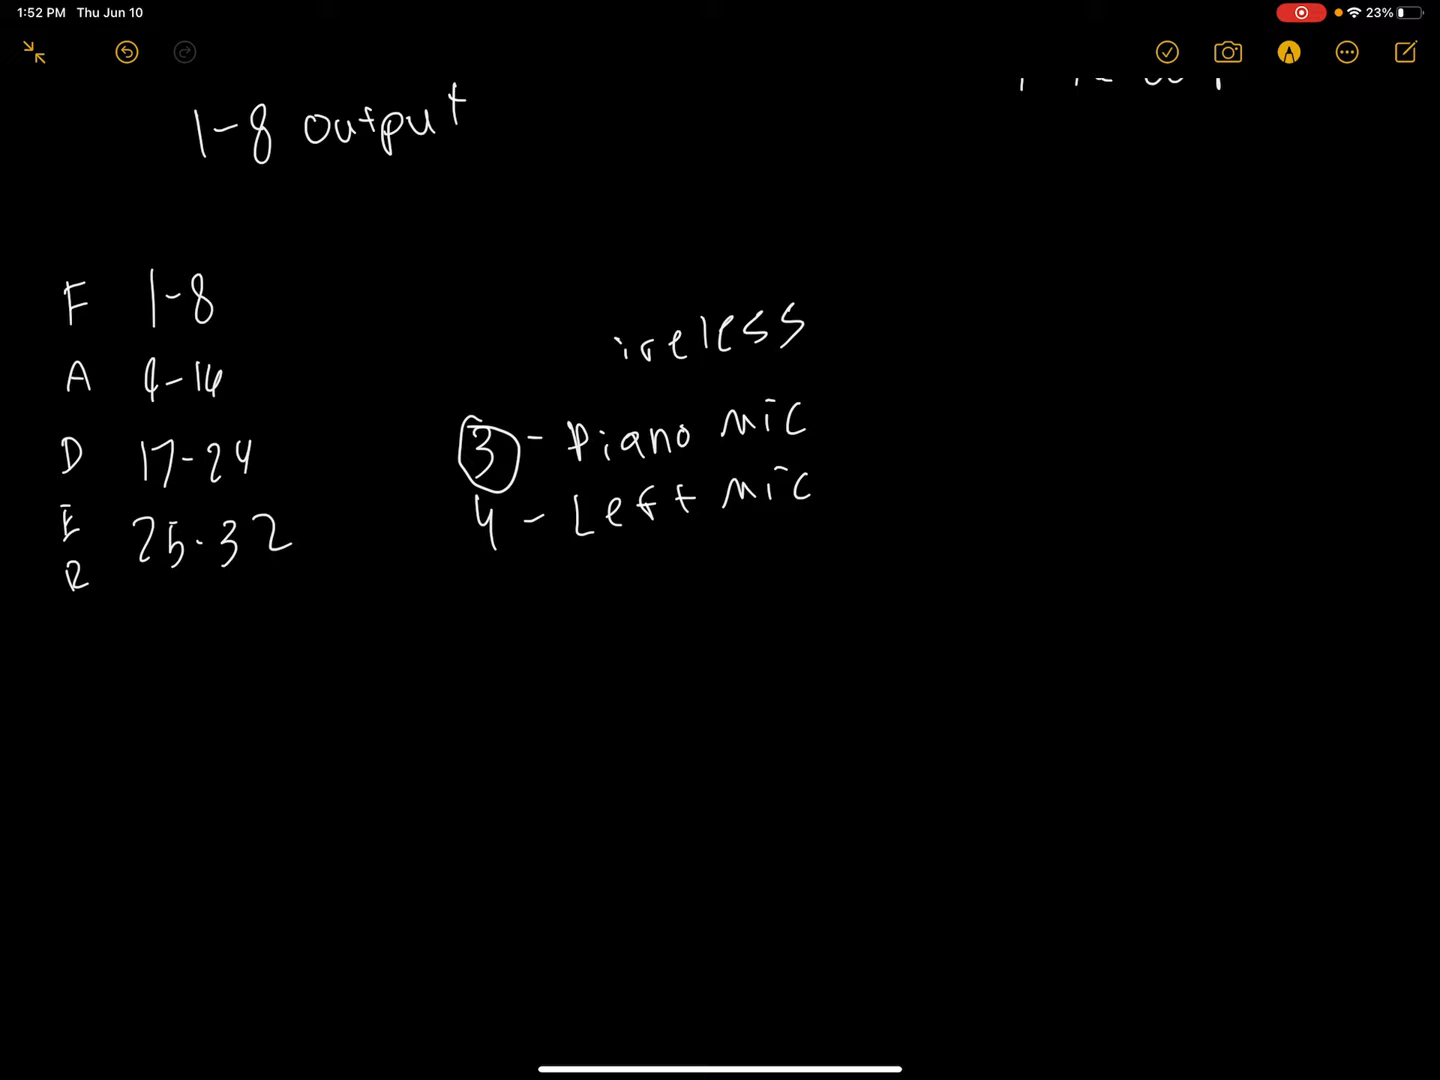 1:52 PM Thu Jun 10
23%
1-8 output
F 1-8
A 9-16
D 17-24
E 25-32
R
ireless
3 - Piano Mic
4 - Left Mic